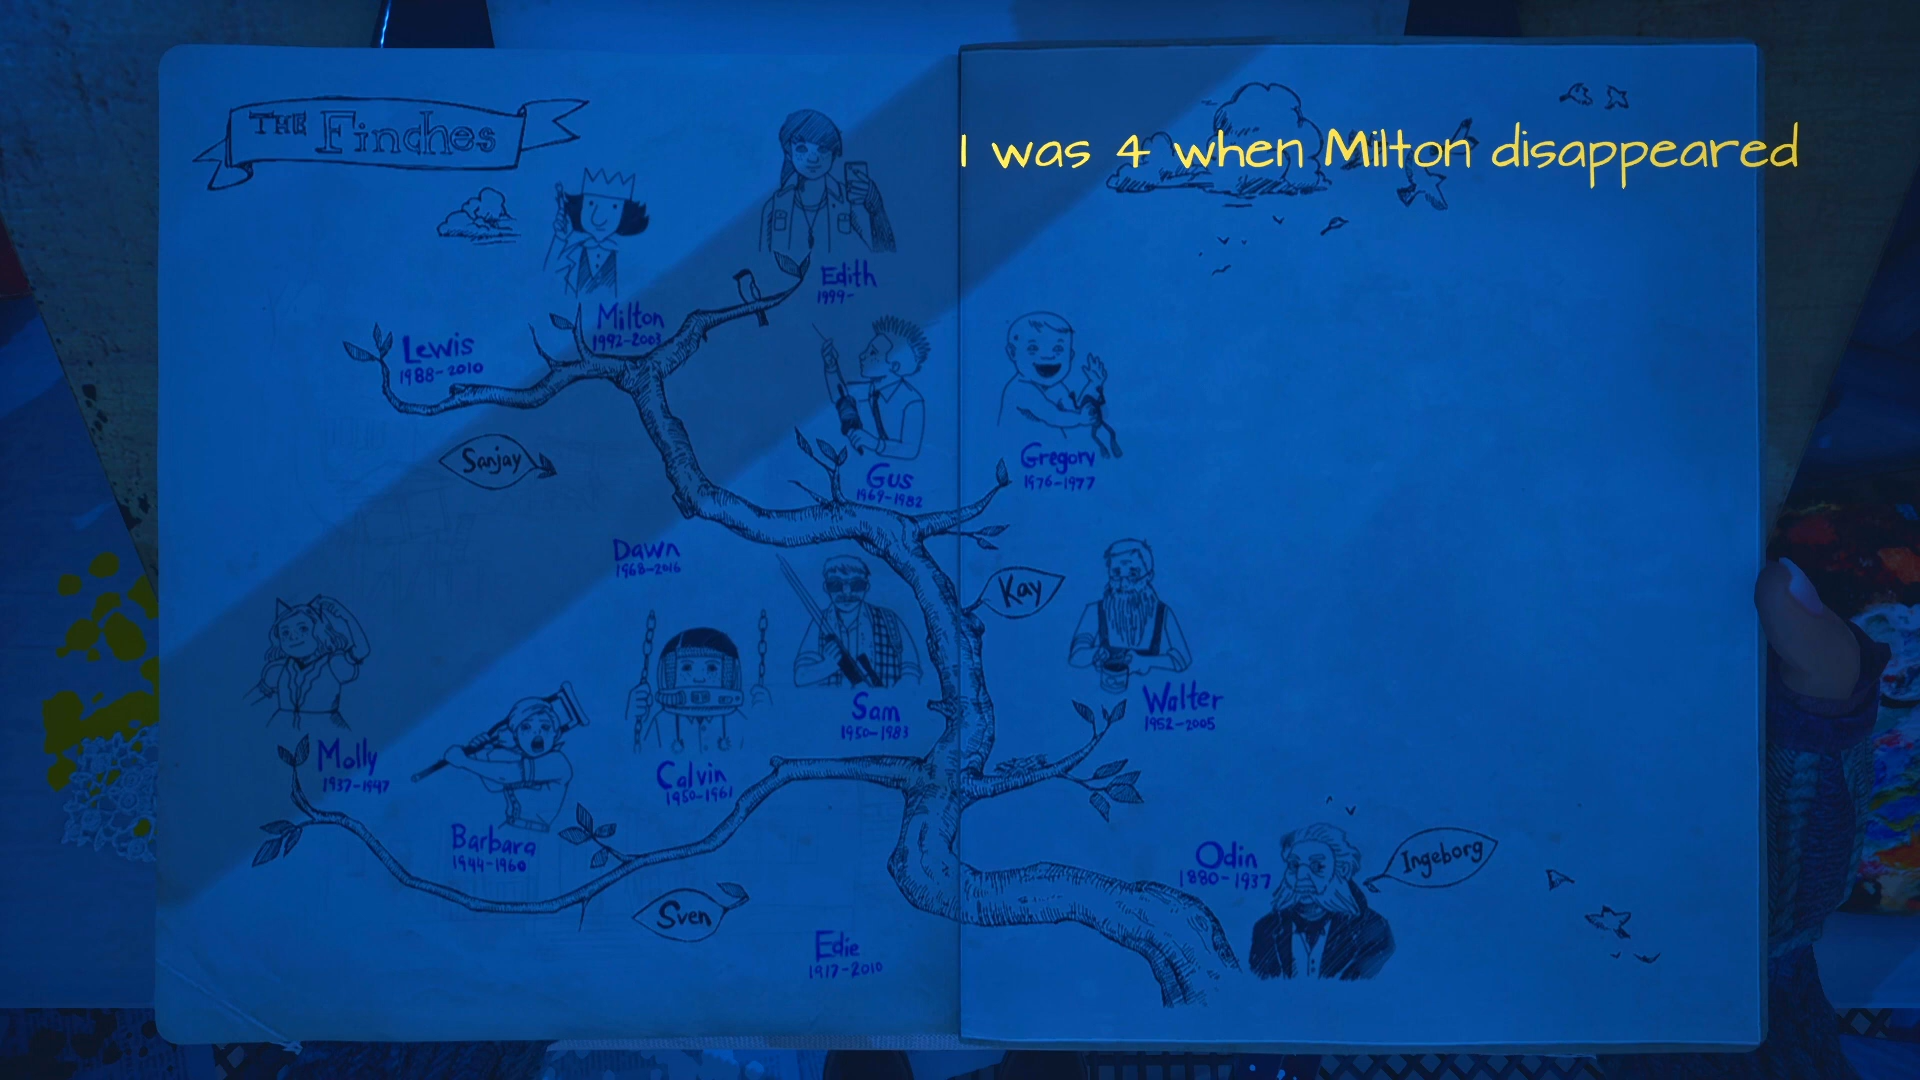 THE Finches
I was 4 when Milton disappeared
Edith
1999-
Milton
1992-2003
Lewis
1988-2010
Sanjay
Gus
1969-1982
Gregory
1976-1977
Dawn
1968-2016
Kay
Sam
1950-1983
Walter
1952-2005
Molly
1937-1947
Calvin
1950-1961
Barbara
1944-1960
Sven
Odin
1880-1937
Ingeborg
Edie
1917-2010